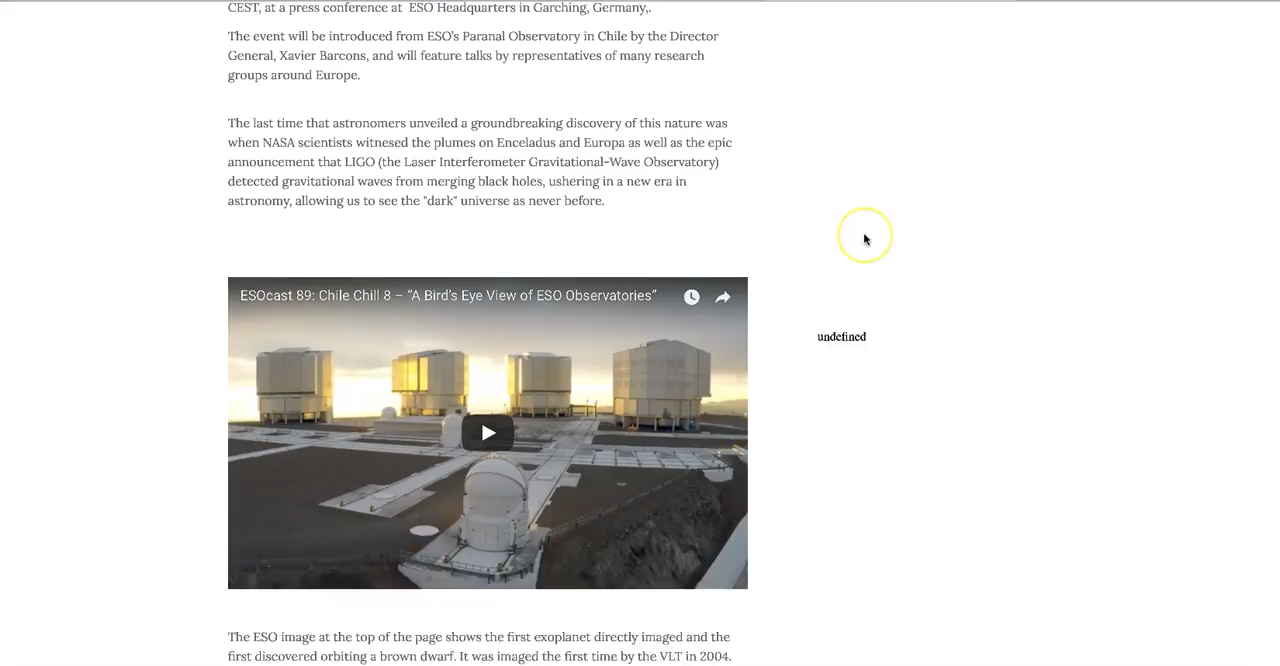 CEST, at a press conference at ESO Headquarters in Garching, Germany,.
The event will be introduced from ESO's Paranal Observatory in Chile by the Director
General, Xavier Barcons, and will feature talks by representatives of many research
groups around Europe.
The last time that astronomers unveiled a groundbreaking discovery of this nature was
when NASA scientists witnesed the plumes on Enceladus and Europa as well as the epic
announcement that LIGO (the Laser Interferometer Gravitational-Wave Observatory)
detected gravitational waves from merging black holes, ushering in a new era in
astronomy, allowing us to see the "dark" universe as never before.
ESOcast 89: Chile Chill 8 – “A Bird's Eye View of ESO Observatories”
undefined
The ESO image at the top of the page shows the first exoplanet directly imaged and the
first discovered orbiting a brown dwarf. It was imaged the first time by the VLT in 2004.